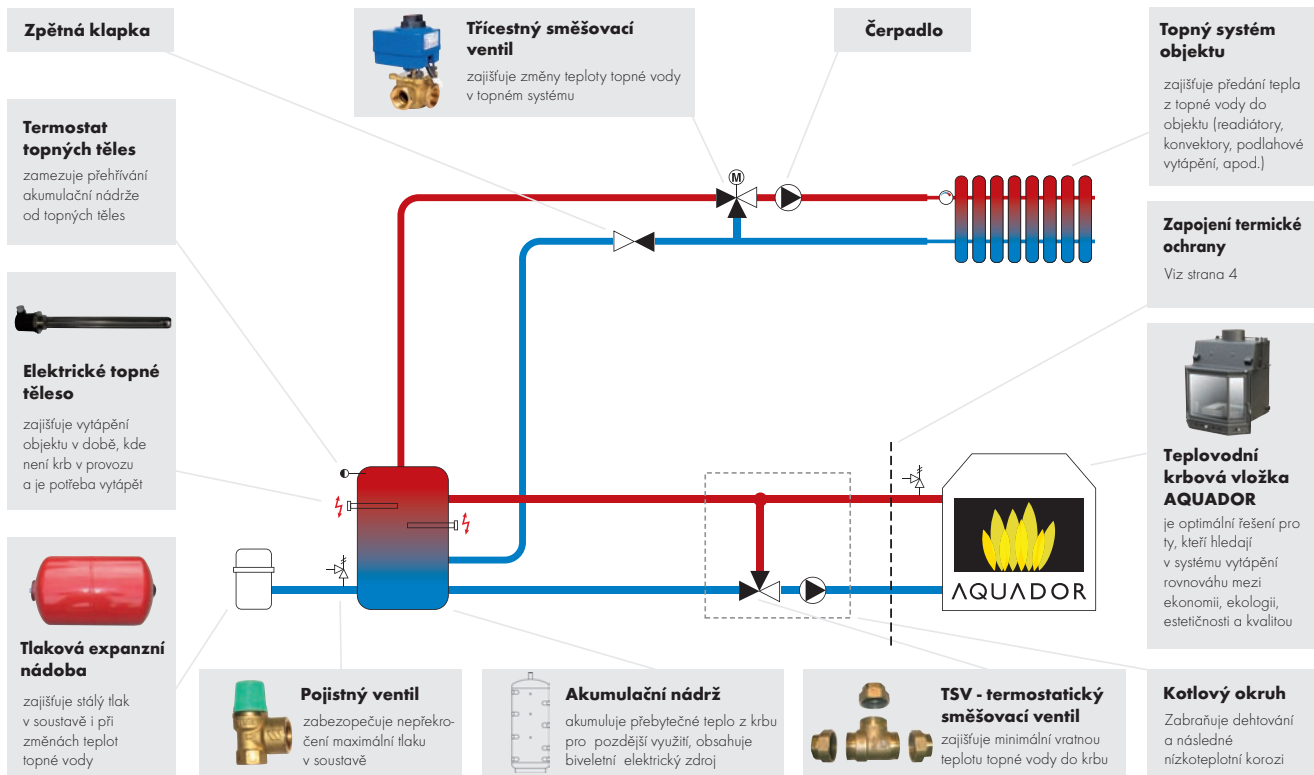 Zpětná klapka
Třícestný směšovací
ventil
zajišťuje změny teploty topné vody
v topném systému
Čerpadlo
Topný systém
objektu
zajišťuje předání tepla
z topné vody do
objektu (readiátory,
konvektory, podlahové
vytápění, apod.)
Termostat
topných těles
zamezuje přehřívání
akumulační nádrže
od topných těles
M
Zapojení termické
ochrany
Viz strana 4
Elektrické topné
těleso
zajišťuje vytápění
objektu v době, kde
není krb v provozu
a je potřeba vytápět
Teplovodní
krbová vložka
AQUADOR
je optimální řešení pro
ty, kteří hledají
v systému vytápění
rovnováhu mezi
ekonomii, ekologii,
estetičnosti a kvalitou
AQUADOR
Tlaková expanzní
nádoba
zajišťuje stálý tlak
v soustavě i při
změnách teplot
topné vody
Pojistný ventil
zabezopečuje nepřekro-
čení maximální tlaku
v soustavě
Akumulační nádrž
akumuluje přebytečné teplo z krbu
pro pozdější využití, obsahuje
biveletní elektrický zdroj
TSV - termostatický
směšovací ventil
zajišťuje minimální vratnou
teplotu topné vody do krbu
Kotlový okruh
Zabraňuje dehtování
a následné
nízkoteplotní korozi